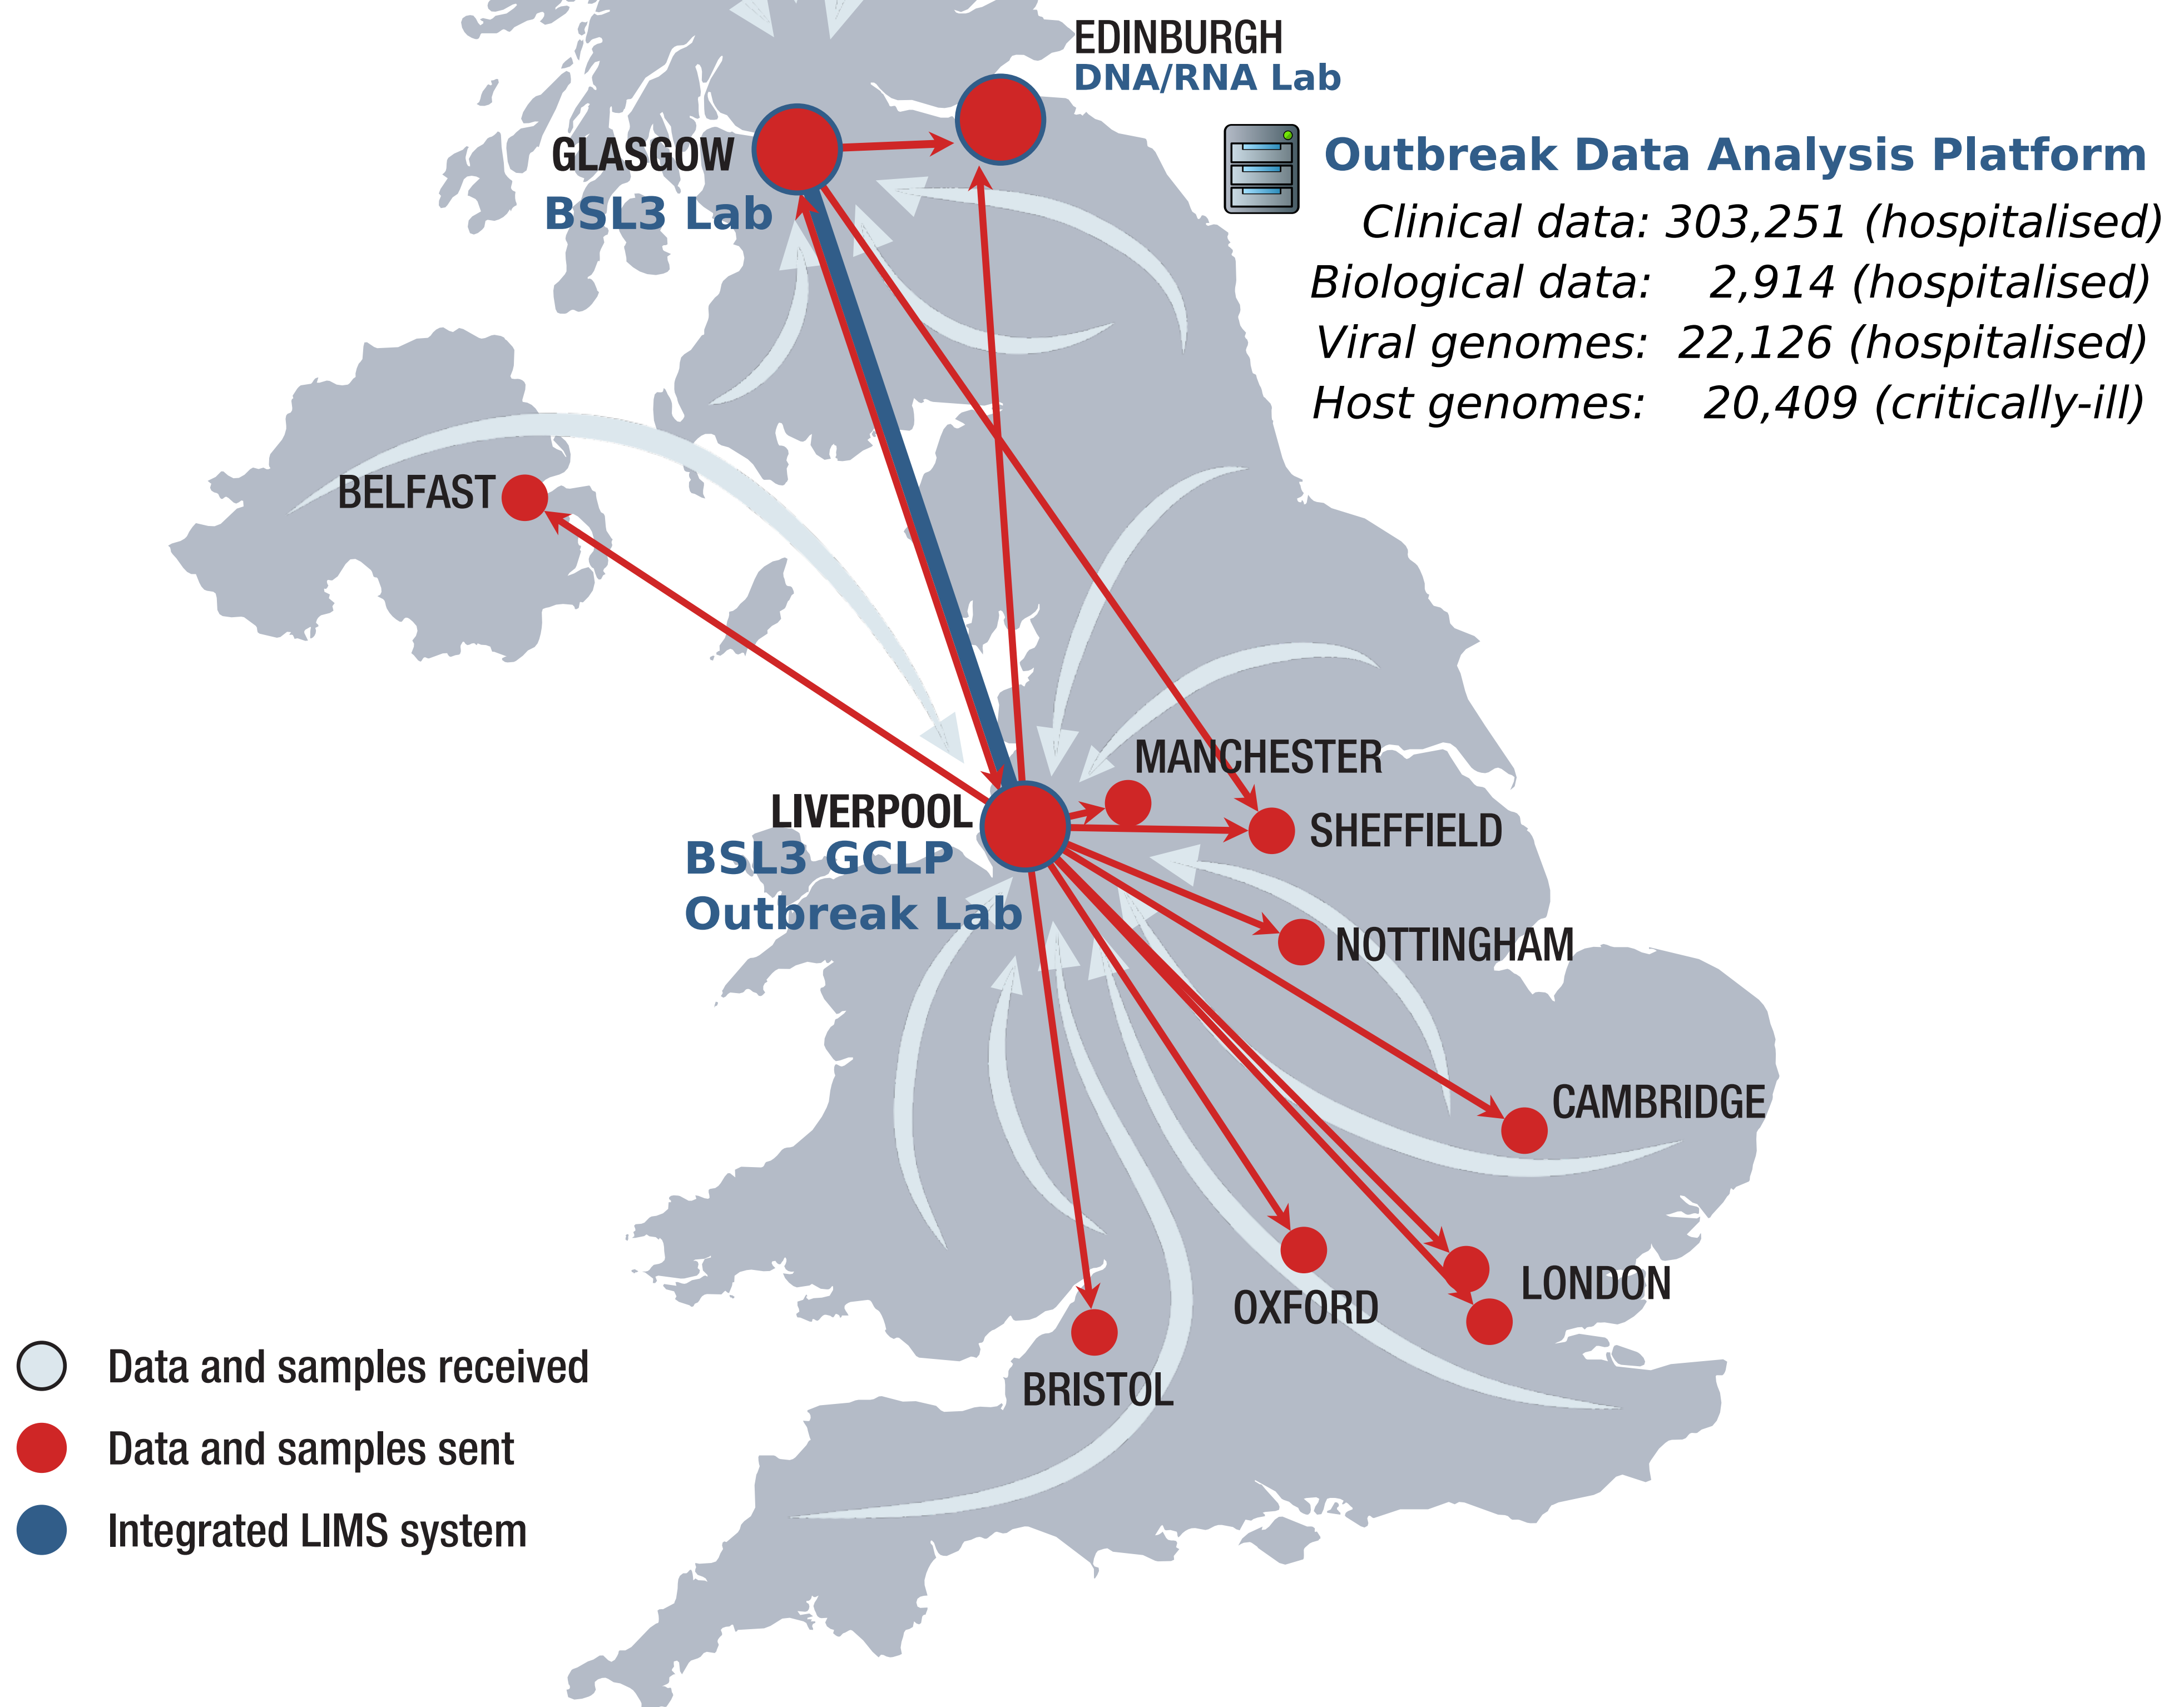 EDINBURGH
DNA/RNA Lab
GLASGOW
BSL3 Lab
Outbreak Data Analysis Platform
Clinical data: 303,251 (hospitalised)
Biological data: 2,914 (hospitalised)
Viral genomes: 22,126 (hospitalised)
Host genomes: 20,409 (critically-ill)
BELFAST
MANCHESTER
LIVERPOOL
BSL3 GCLP
Outbreak Lab
SHEFFIELD
NOTTINGHAM
CAMBRIDGE
LONDON
OXFORD
BRISTOL
Data and samples received
Data and samples sent
Integrated LIMS system